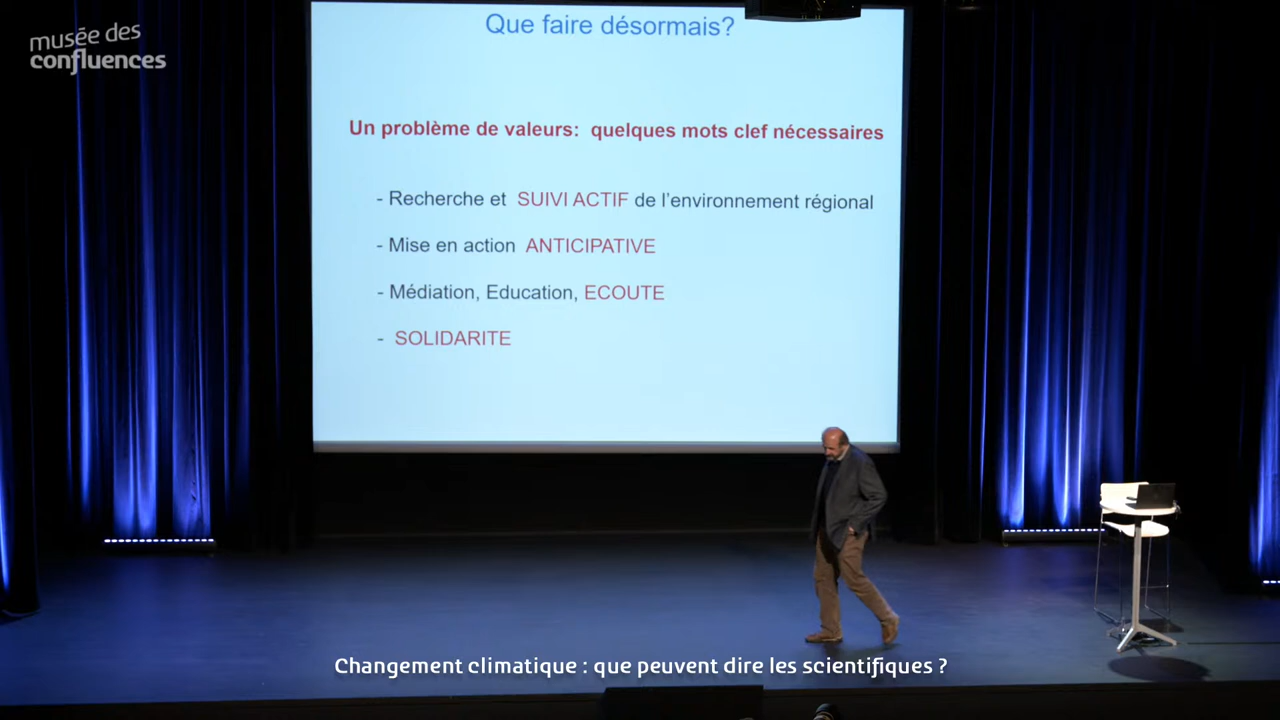 musée des
confluences
Que faire désormais?
Un problème de valeurs: quelques mots clef nécessaires
- Recherche et SUIVI ACTIF de l'environnement régional
- Mise en action ANTICIPATIVE
- Médiation, Education, ECOUTE
- SOLIDARITE
Changement climatique : que peuvent dire les scientifiques ?